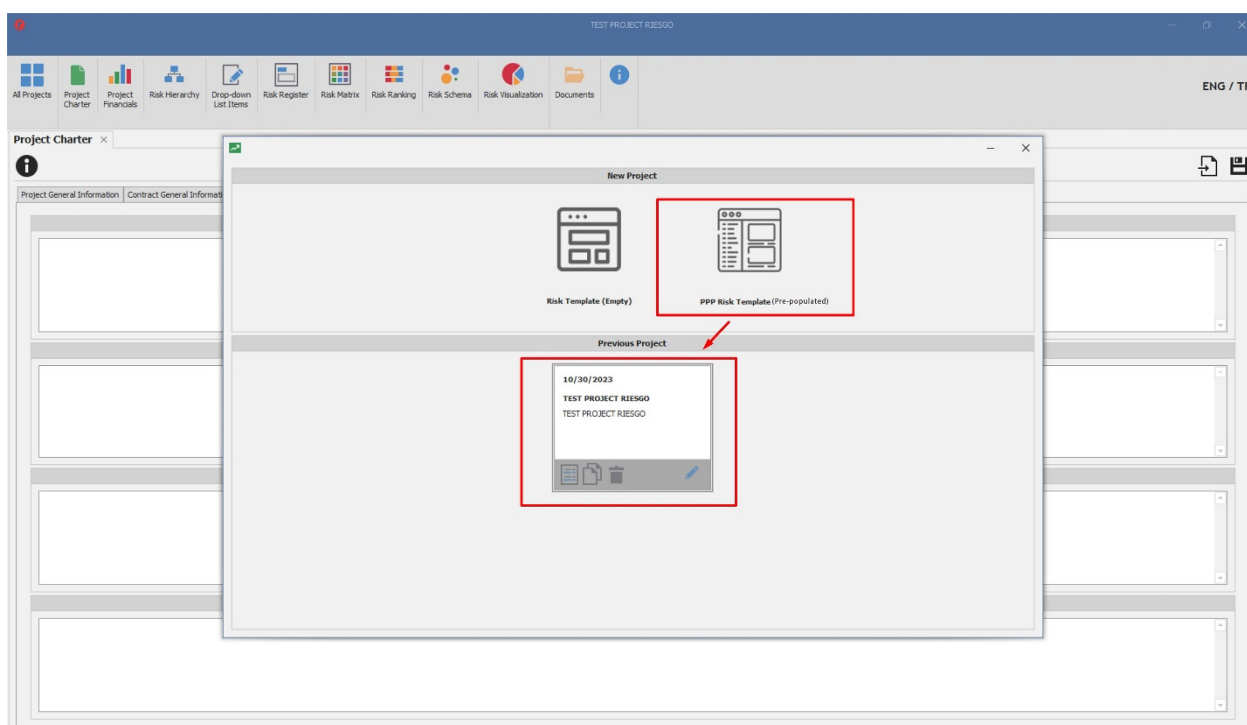 TEST PROJECT RIESGO
All Projects
Project Charter
Project Financials
Risk Hierarchy
Drop-down List Items
Risk Register
Risk Matrix
Risk Ranking
Risk Schema
Risk Visualization
Documents
ENG /
Project Charter
Project General Information
Contract General
New Project
Risk Template (Empty)
PPP Risk Template (Pre-populated)
Previous Project
10/30/2023
TEST PROJECT RIESGO
TEST PROJECT RIESGO